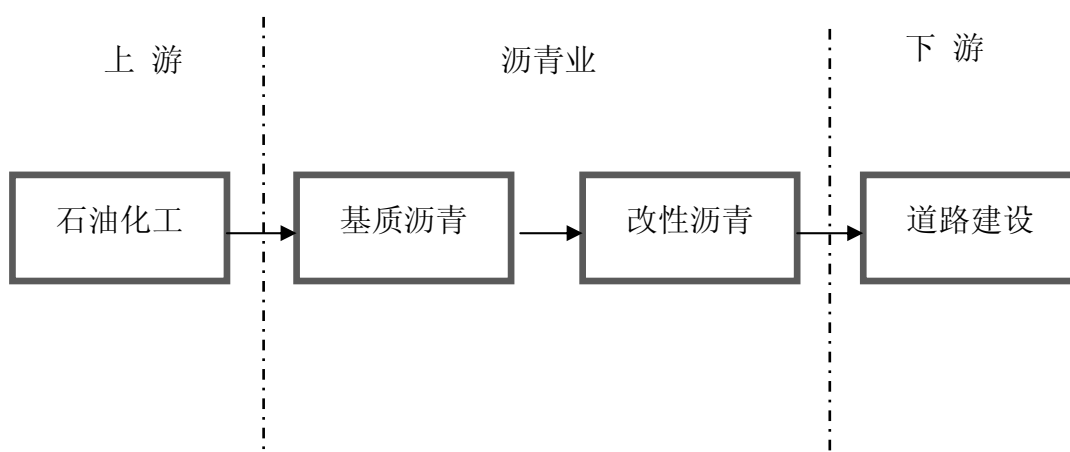 上 游
沥青业
下 游
石油化工
基质沥青
改性沥青
道路建设